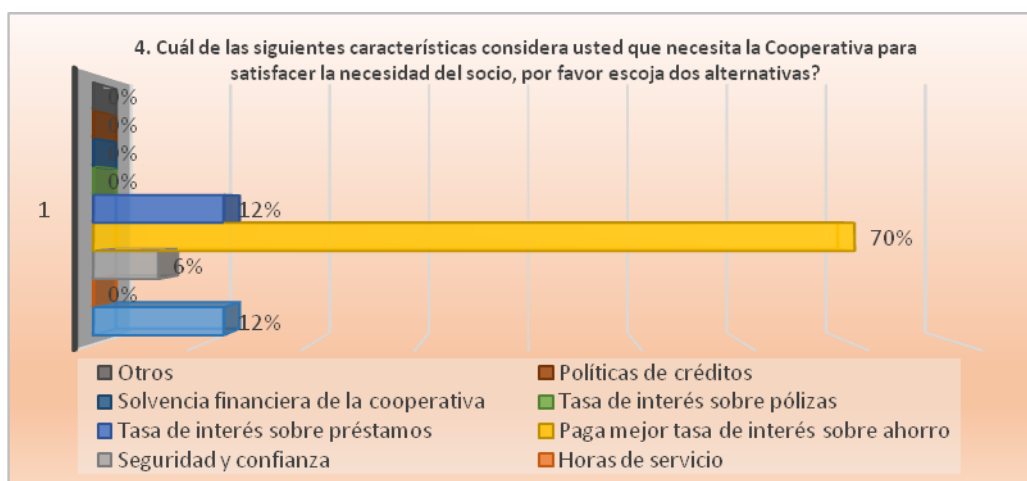 4. Cuál de las siguientes características considera usted que necesita la Cooperativa para
satisfacer la necesidad del socio, por favor escoja dos alternativas?
0%
0%
0%
0%
1
12%
70%
6%
0%
12%
Otros
Políticas de créditos
Solvencia financiera de la cooperativa
Tasa de interés sobre pólizas
Tasa de interés sobre préstamos
Paga mejor tasa de interés sobre ahorro
Seguridad y confianza
Horas de servicio